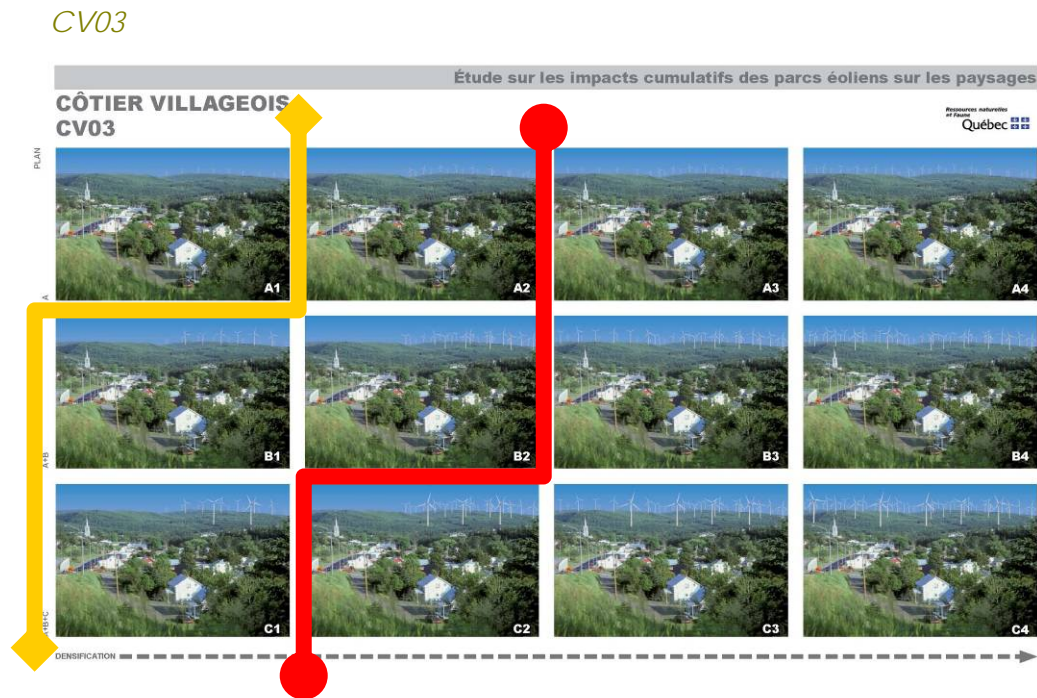 CV03
Étude sur les impacts cumulatifs des parcs éoliens sur les paysages
CÔTIER VILLAGEOIS
CV03
Ressources naturelles
et Faune
Québec
PLAN
A1
A2
A3
A4
A
B1
B2
B3
B4
A+B
C1
C2
C3
C4
A+B+C
DENSIFICATION